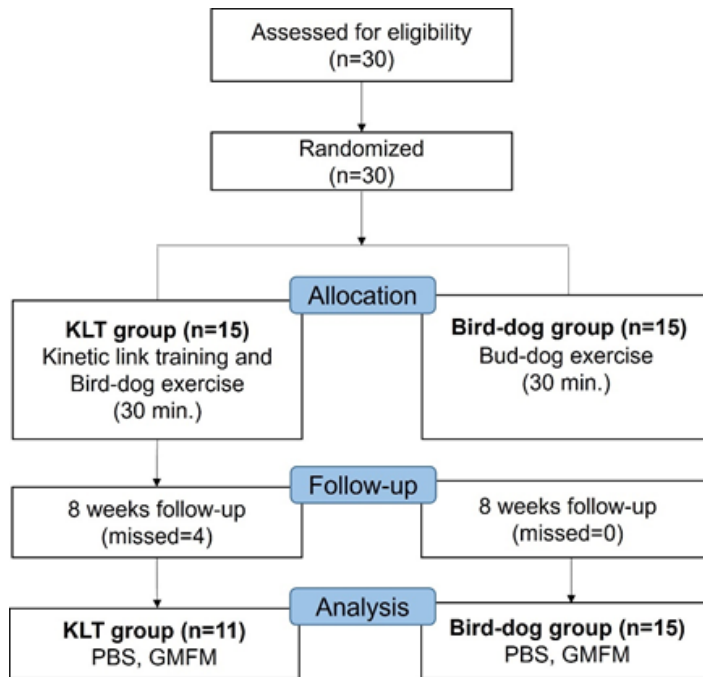 Assessed for eligibility
(n=30)
Randomized
(n=30)
Allocation
KLT group (n=15)
Kinetic link training and
Bird-dog exercise
(30 min.)
Bird-dog group (n=15)
Bud-dog exercise
(30 min.)
Follow-up
8 weeks follow-up
(missed=4)
8 weeks follow-up
(missed=0)
Analysis
KLT group (n=11)
PBS, GMFM
Bird-dog group (n=15)
PBS, GMFM